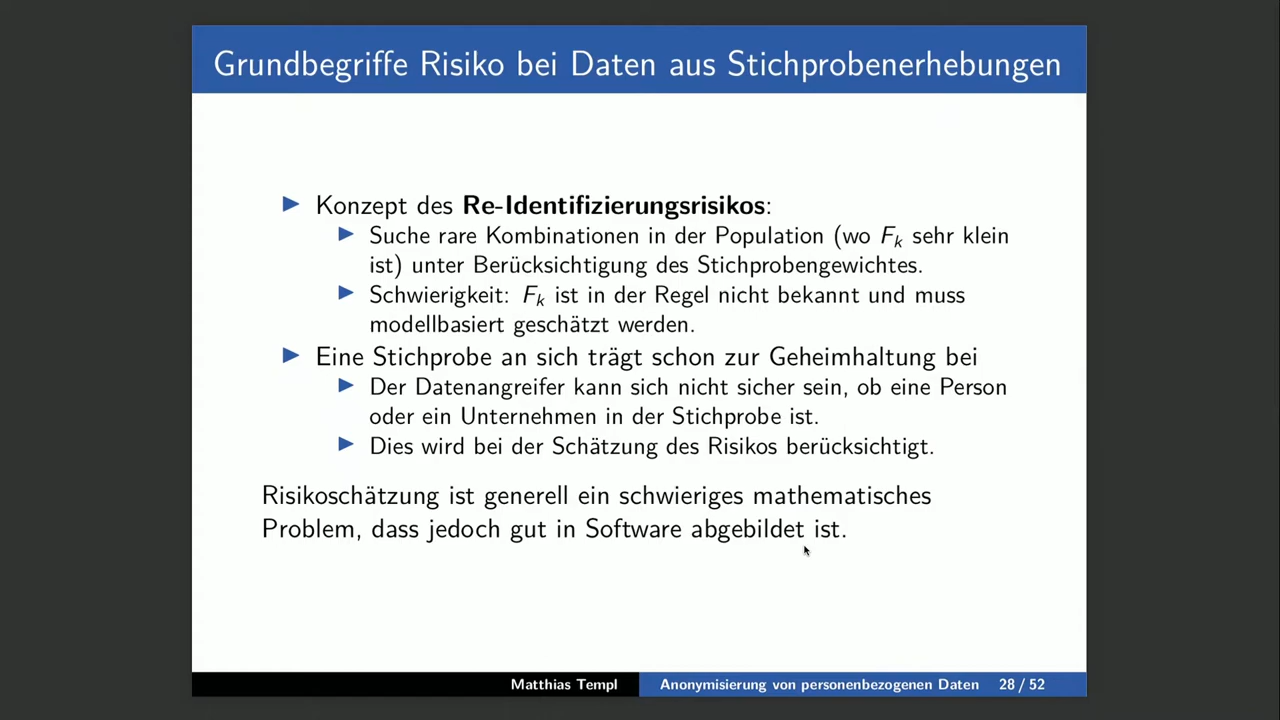 Grundbegriffe Risiko bei Daten aus Stichprobenerhebungen
Konzept des Re-Identifizierungsrisikos:
Suche rare Kombinationen in der Population (wo Fk sehr klein
ist) unter Berücksichtigung des Stichprobengewichtes.
Schwierigkeit: Fk ist in der Regel nicht bekannt und muss
modellbasiert geschätzt werden.
Eine Stichprobe an sich trägt schon zur Geheimhaltung bei
Der Datenangreifer kann sich nicht sicher sein, ob eine Person
oder ein Unternehmen in der Stichprobe ist.
Dies wird bei der Schätzung des Risikos berücksichtigt.
Risikoschätzung ist generell ein schwieriges mathematisches
Problem, dass jedoch gut in Software abgebildet ist.
Matthias Templ Anonymisierung von personenbezogenen Daten 28 / 52